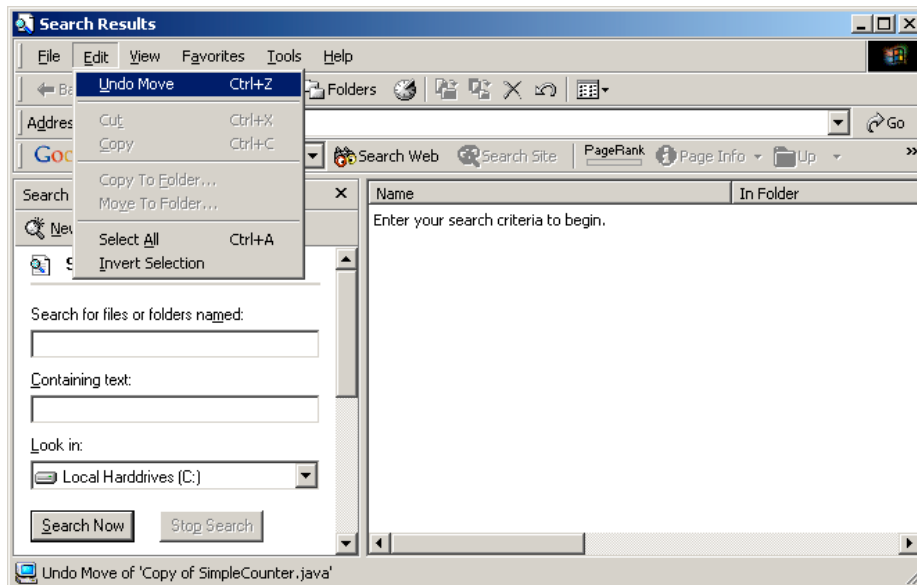 Search Results
File Edit View Favorites Tools Help
Undo Move Ctrl+Z
Folders
Cut Ctrl+X
Copy Ctrl+C
Go
Search Web Search Site PageRank Page Info Up »
Copy To Folder...
Move To Folder...
Select All Ctrl+A
Invert Selection
Search
Name In Folder
Enter your search criteria to begin.
Search for files or folders named:
Containing text:
Look in:
Local Harddrives (C:)
Search Now Stop Search
Undo Move of 'Copy of SimpleCounter.java'